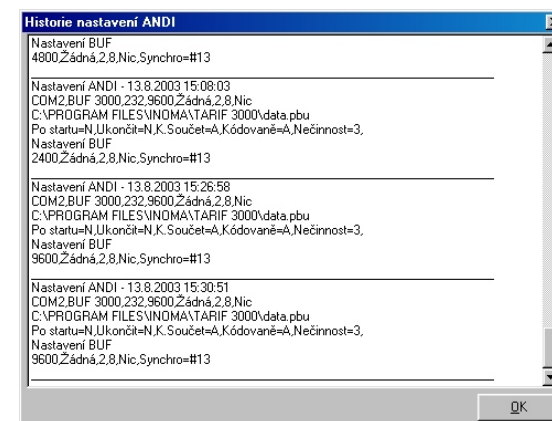 Historie nastavení ANDI
Nastavení BUF
4800,Žádná,2,8,Nic,Synchro=#13
Nastavení ANDI - 13.8.2003 15:08:03
COM2,BUF 3000,232,9600,Žádná,2,8,Nic
C:\PROGRAM FILES\INOMA\TARIF 3000\data.pbu
Po startu=N,Ukončit=N,K.Součet=A,Kódovaně=A,Nečinnost=3,
Nastavení BUF
2400,Žádná,2,8,Nic,Synchro=#13
Nastavení ANDI - 13.8.2003 15:26:58
COM2,BUF 3000,232,9600,Žádná,2,8,Nic
C:\PROGRAM FILES\INOMA\TARIF 3000\data.pbu
Po startu=N,Ukončit=N,K.Součet=A,Kódovaně=A,Nečinnost=3,
Nastavení BUF
9600,Žádná,2,8,Nic,Synchro=#13
Nastavení ANDI - 13.8.2003 15:30:51
COM2,BUF 3000,232,9600,Žádná,2,8,Nic
C:\PROGRAM FILES\INOMA\TARIF 3000\data.pbu
Po startu=N,Ukončit=N,K.Součet=A,Kódovaně=A,Nečinnost=3,
Nastavení BUF
9600,Žádná,2,8,Nic,Synchro=#13
OK